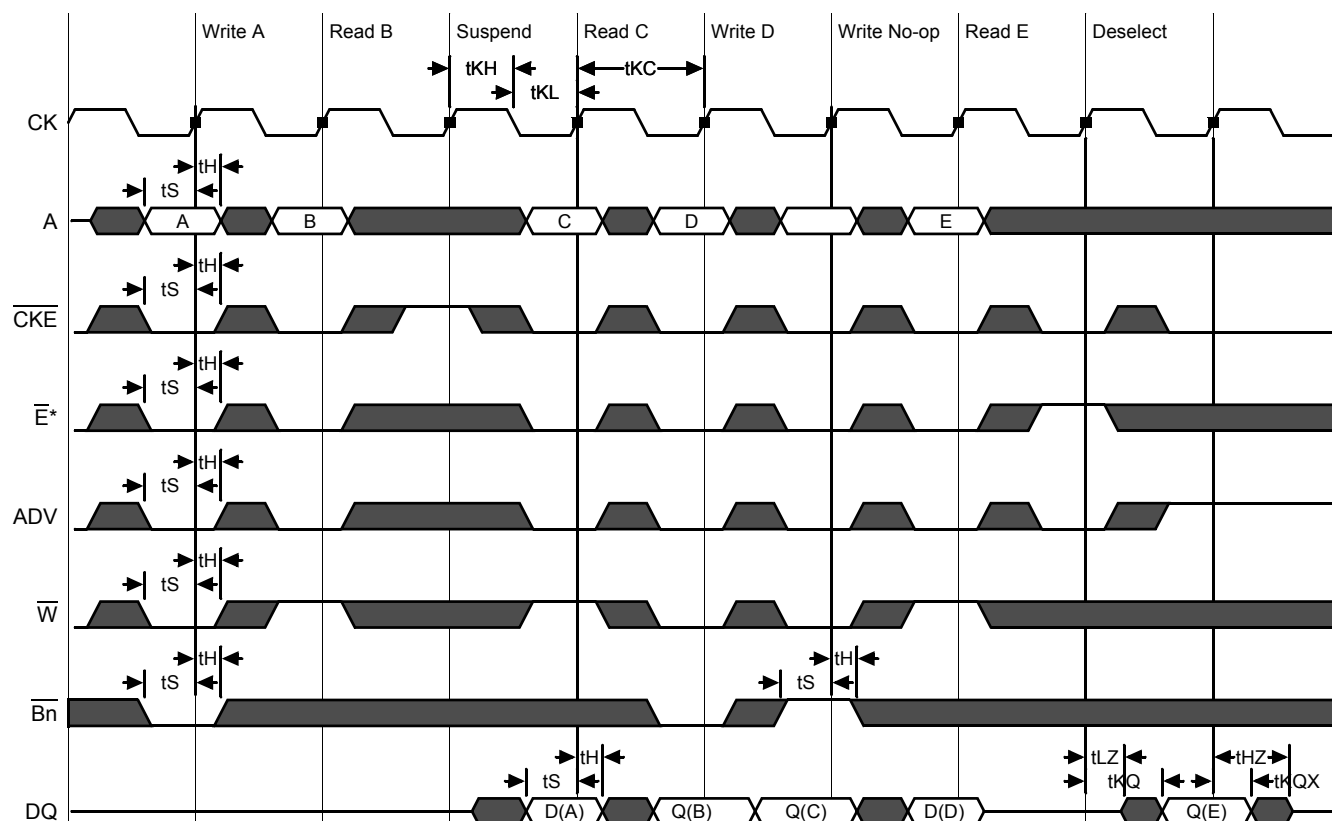 Write A Read B Suspend Read C Write D Write No-op Read E Deselect
tKH tKC
tKL
CK
tH
tS
A A B C D E
tH
tS
CKE
tH
tS
E*
tH
tS
ADV
tH
tS
W
tH tH
tS tS
Bn
tH tLZ tHZ
tS tKQ tKQX
DQ D(A) Q(B) Q(C) D(D) Q(E)